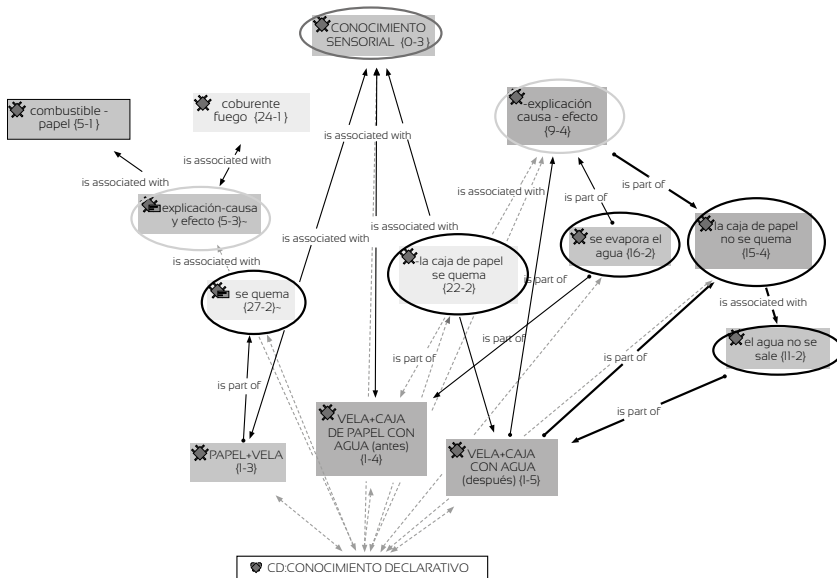 CONOCIMIENTO
SENSORIAL {0-3}
combustible -
papel {5-1}
coburente
fuego {24-1}
-explicación
causa - efecto
{9-4}
is associated with
is associated with
is associated with
is associated with
is part of
explicación-causa
y efecto {5-3}~
is part of
la caja de papel
no se quema
{15-4}
is associated with
is associated with
se evapora el
agua {16-2}
is associated with
-la caja de papel
se quema
{22-2}
is part of
se quema
{27-2}~
is associated with
el agua no se
sale {11-2}
is part of
is part of
is part of
is part of
is part of
VELA+CAJA
DE PAPEL CON
AGUA (antes)
{1-4}
PAPEL+VELA
{1-3}
VELA+CAJA
CON AGUA
(después) {1-5}
CD:CONOCIMIENTO DECLARATIVO